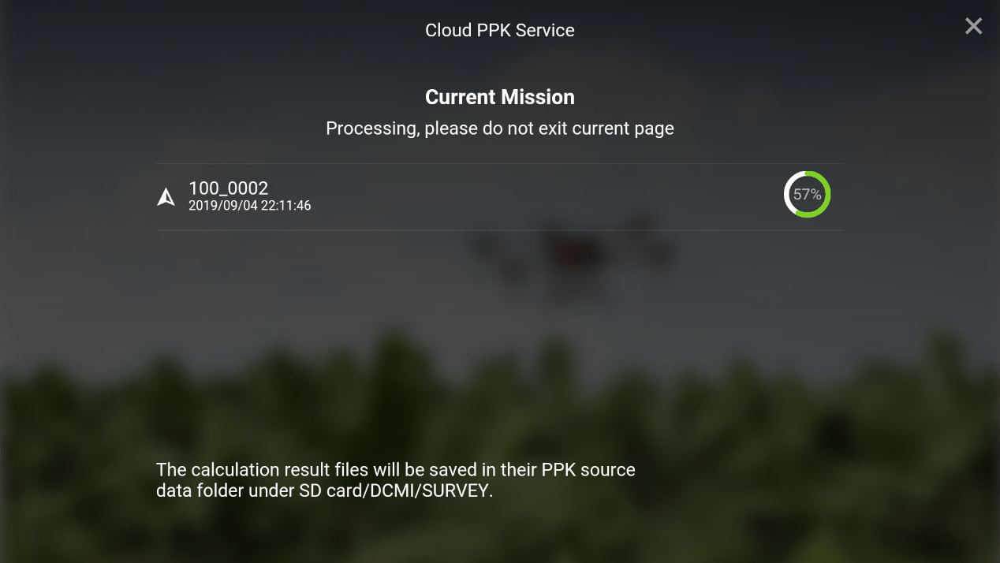 Cloud PPK Service
Current Mission
Processing, please do not exit current page
100_0002
2019/09/04 22:11:46
57%
The calculation result files will be saved in their PPK source
data folder under SD card/DCMI/SURVEY.